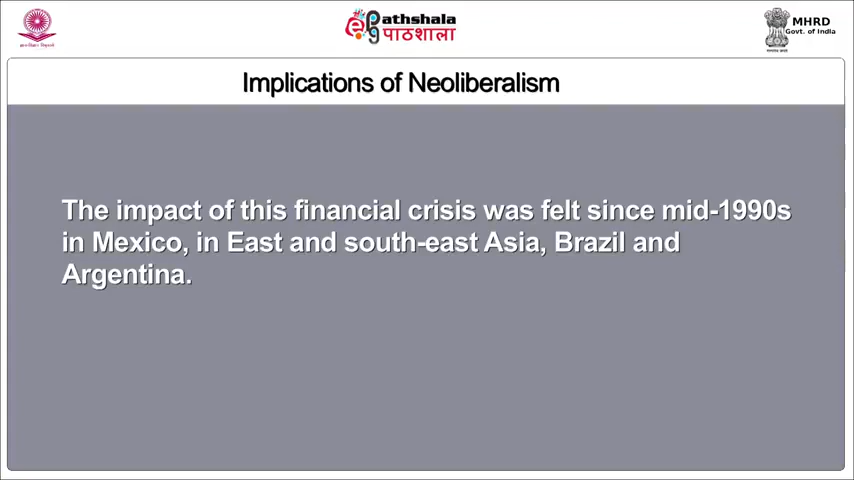 ePathshala
पाठशाला
MHRD
Govt. of India
Implications of Neoliberalism
The impact of this financial crisis was felt since mid-1990s
in Mexico, in East and south-east Asia, Brazil and
Argentina.